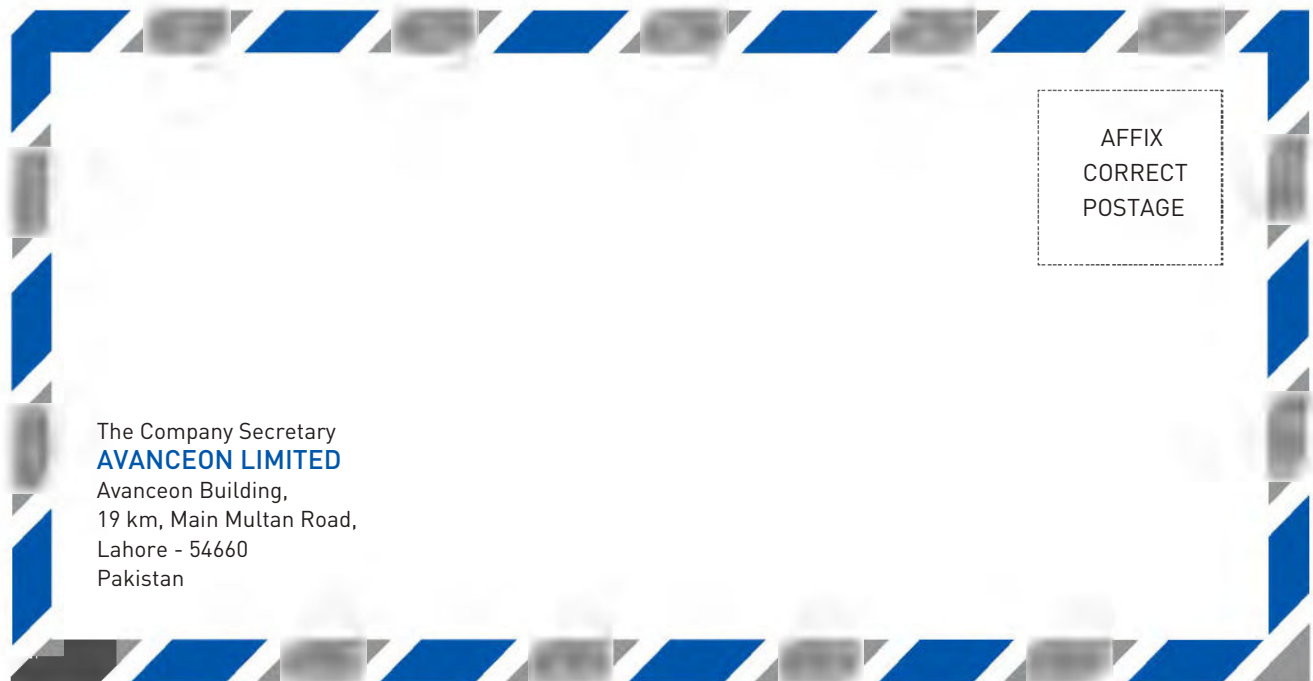 AFFIX
CORRECT
POSTAGE
The Company Secretary
AVANCEON LIMITED
Avanceon Building,
19 km, Main Multan Road,
Lahore - 54660
Pakistan